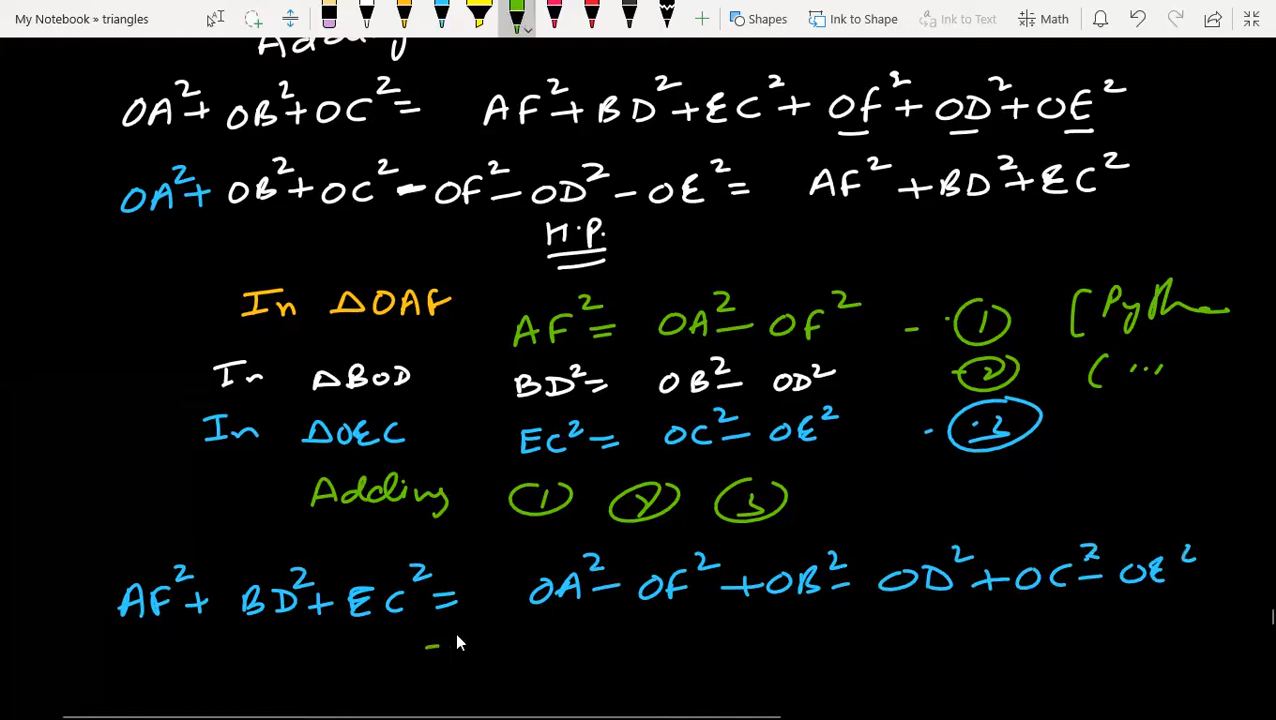 My Notebook » triangles
Shapes
Ink to Shape
Ink to Text
Math
Adding
OA²+ OB²+OC²= AF²+BD²+EC²+ OF²+OD²+OE²
OA²+ OB²+OC²-OF²-OD²-OE²= AF²+BD²+EC²
H.P.
In ΔOAF AF²= OA²-OF² - ① [Pytha
In ΔBOD BD²= OB²- OD² ② (...
In ΔOEC EC²= OC²-OE² - ③
Adding ① ② ③
AF²+ BD²+EC²= OA²-OF²+OB²-OD²+OC²-OE²
-